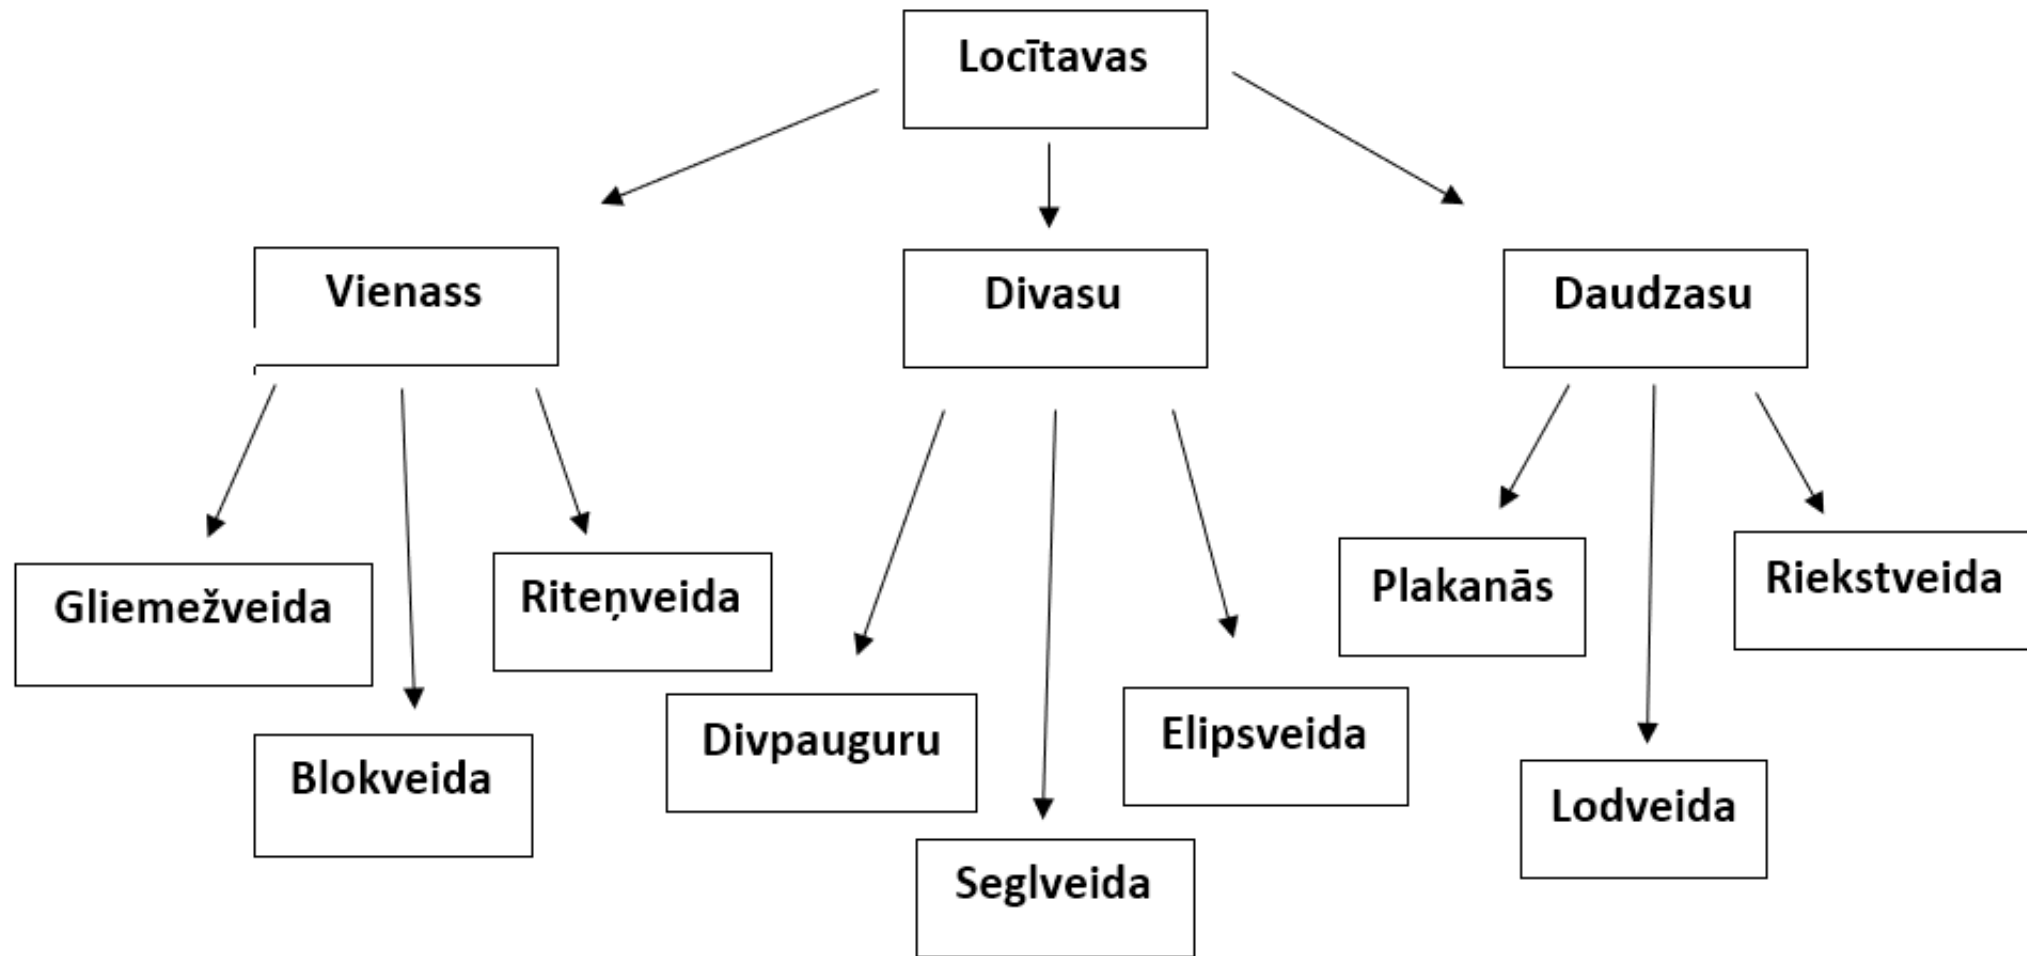 Locītavas
Vienass
Divasu
Daudzasu
Gliemežveida
Blokveida
Riteņveida
Divpauguru
Seglveida
Elipsveida
Plakanās
Lodveida
Riekstveida